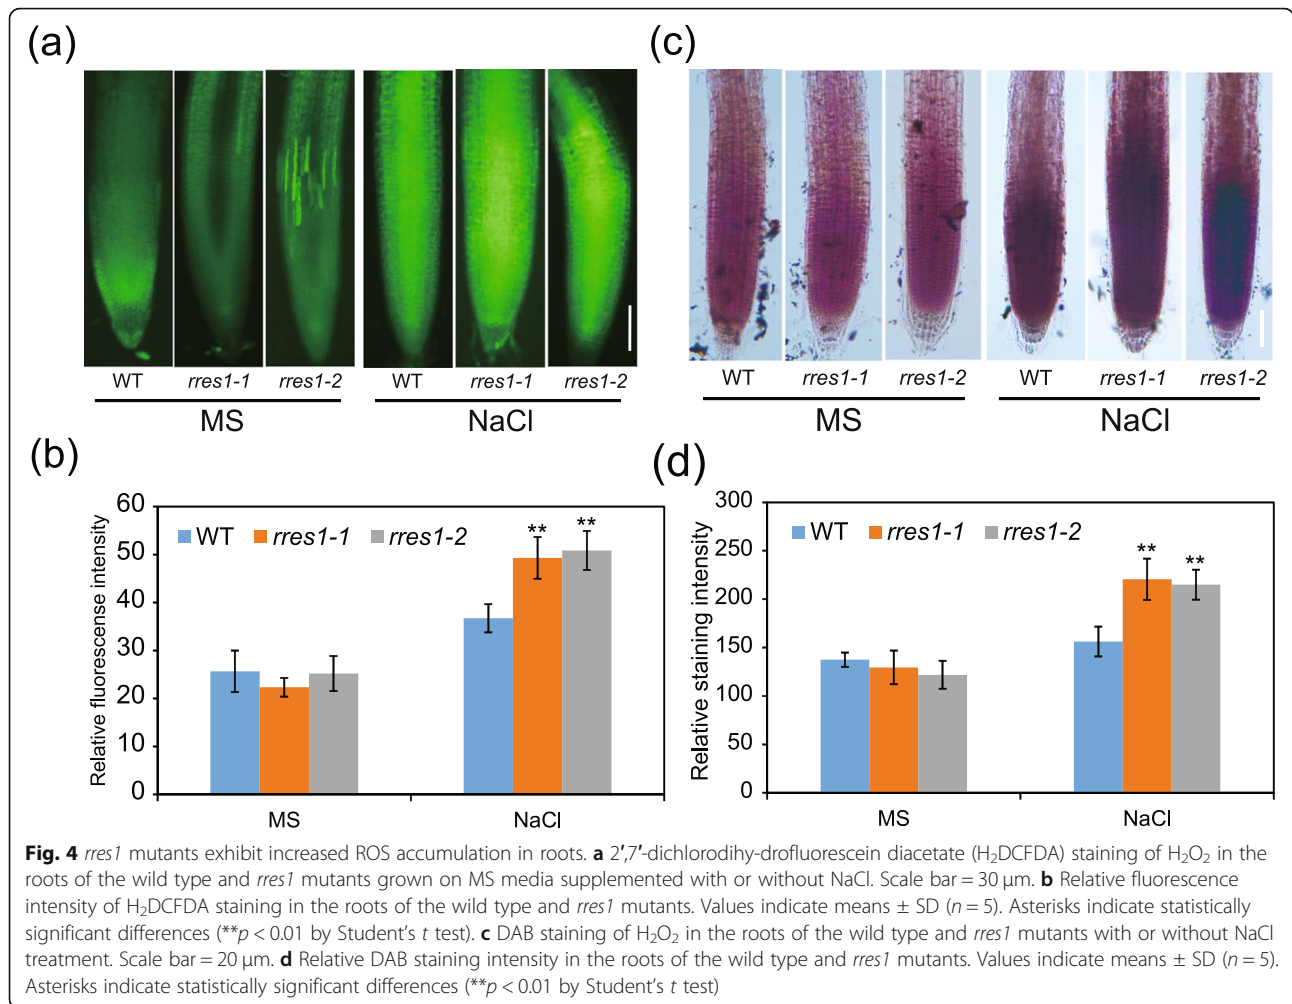 (a)
WT rres1-1 rres1-2 WT rres1-1 rres1-2
MS NaCl
(c)
WT rres1-1 rres1-2 WT rres1-1 rres1-2
MS NaCl
(b)
Relative fluorescense intensity
60
50
40
30
20
10
0
WT rres1-1 rres1-2
** **
MS NaCl
(d)
Relative staining intensity
300
250
200
150
100
50
0
WT rres1-1 rres1-2
** **
MS NaCl
Fig. 4 rres1 mutants exhibit increased ROS accumulation in roots. a 2′,7′-dichlorodihy-drofluorescein diacetate (H₂DCFDA) staining of H₂O₂ in the
roots of the wild type and rres1 mutants grown on MS media supplemented with or without NaCl. Scale bar = 30 μm. b Relative fluorescence
intensity of H₂DCFDA staining in the roots of the wild type and rres1 mutants. Values indicate means ± SD (n = 5). Asterisks indicate statistically
significant differences (**p < 0.01 by Student's t test). c DAB staining of H₂O₂ in the roots of the wild type and rres1 mutants with or without NaCl
treatment. Scale bar = 20 μm. d Relative DAB staining intensity in the roots of the wild type and rres1 mutants. Values indicate means ± SD (n = 5).
Asterisks indicate statistically significant differences (**p < 0.01 by Student's t test)